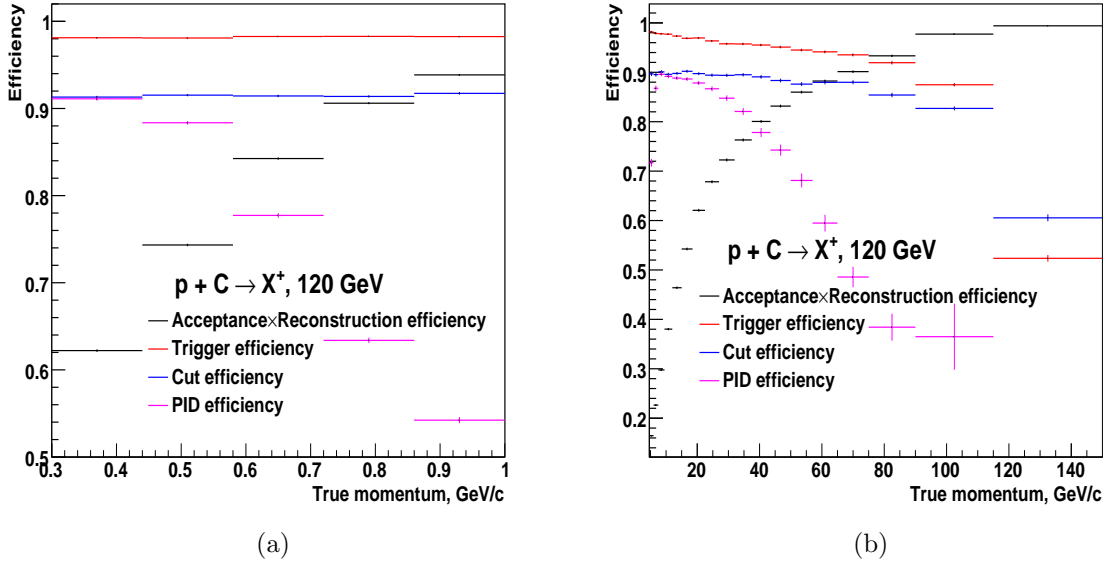 Efficiency
1
0.9
0.8
0.7
0.6
0.5
p + C → X⁺, 120 GeV
Acceptance×Reconstruction efficiency
Trigger efficiency
Cut efficiency
PID efficiency
0.3 0.4 0.5 0.6 0.7 0.8 0.9 1
True momentum, GeV/c
(a)
Efficiency
1
0.9
0.8
0.7
0.6
0.5
0.4
0.3
0.2
p + C → X⁺, 120 GeV
Acceptance×Reconstruction efficiency
Trigger efficiency
Cut efficiency
PID efficiency
20 40 60 80 100 120 140
True momentum, GeV/c
(b)